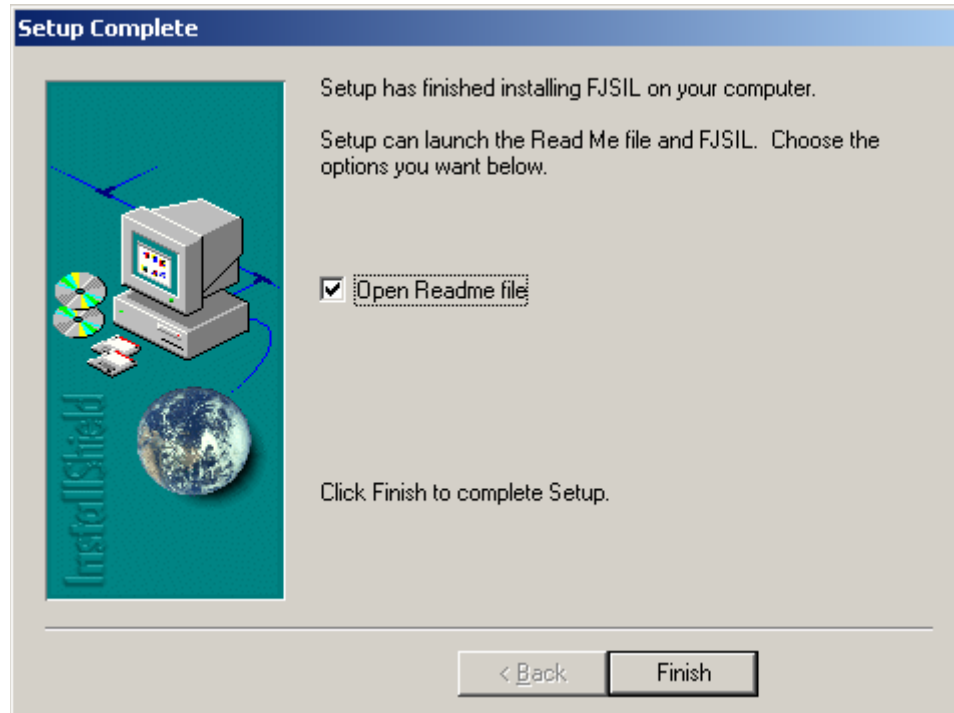 Setup Complete
Setup has finished installing FJSIL on your computer.
Setup can launch the Read Me file and FJSIL.  Choose the
options you want below.
Open Readme file
Click Finish to complete Setup.
InstallShield
< Back
Finish